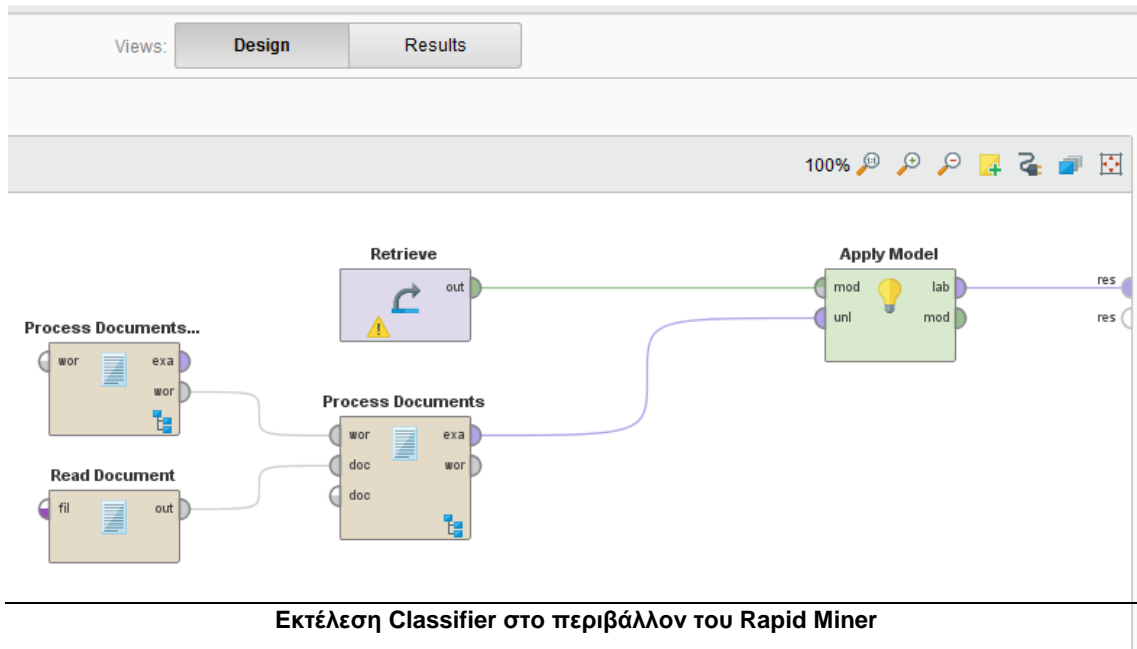 Views: Design Results
100%
Retrieve
out
Apply Model
mod lab
unl mod
res
res
Process Documents...
wor exa
wor
Process Documents
wor exa
doc wor
doc
Read Document
fil out
Εκτέλεση Classifier στο περιβάλλον του Rapid Miner